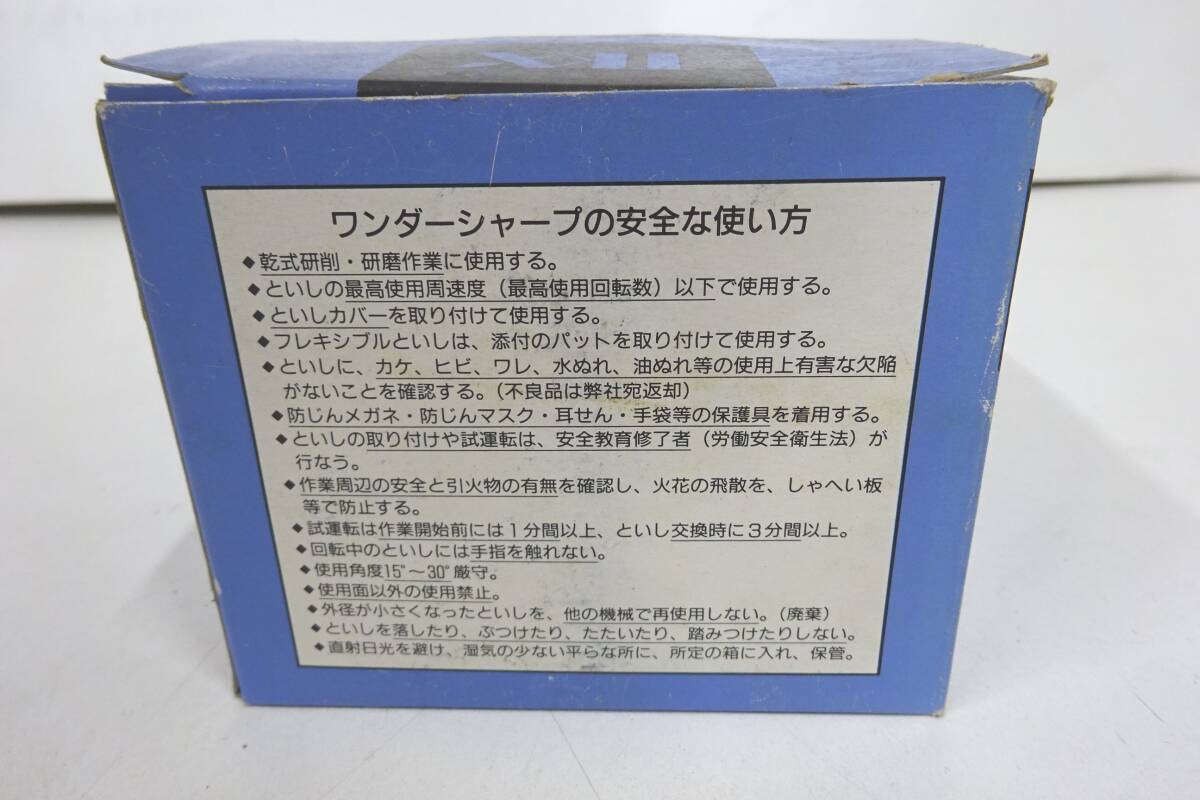 ワンダーシャープの安全な使い方
◆乾式研削・研磨作業に使用する。
◆といしの最高使用周速度（最高使用回転数）以下で使用する。
◆といしカバーを取り付けて使用する。
◆フレキシブルといしは、添付のパットを取り付けて使用する。
◆といしに、カケ、ヒビ、ワレ、水ぬれ、油ぬれ等の使用上有害な欠陥
がないことを確認する。（不良品は弊社宛返却）
◆防じんメガネ・防じんマスク・耳せん・手袋等の保護具を着用する。
◆といしの取り付けや試運転は、安全教育修了者（労働安全衛生法）が
行なう。
◆作業周辺の安全と引火物の有無を確認し、火花の飛散を、しゃへい板
等で防止する。
◆試運転は作業開始前には１分間以上、といし交換時に３分間以上。
◆回転中のといしには手指を触れない。
◆使用角度15°～30°厳守。
◆使用面以外の使用禁止。
◆外径が小さくなったといしを、他の機械で再使用しない。（廃棄）
◆といしを落したり、ぶつけたり、たたいたり、踏みつけたりしない。
◆直射日光を避け、湿気の少ない平らな所に、所定の箱に入れ、保管。